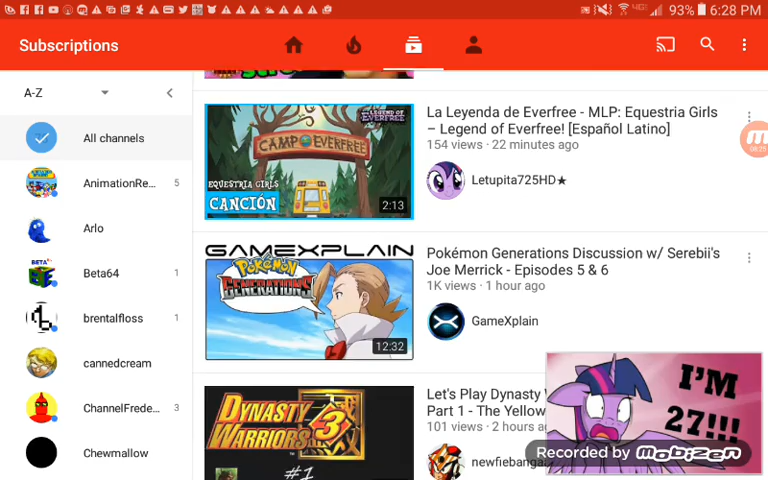 93% 6:28 PM
Subscriptions
A-Z
All channels
AnimationRe... 5
Arlo
Beta64 1
brentalfloss 1
cannedcream
ChannelFrede... 3
Chewmallow
LEGEND OF EVERFREE
CAMP EVERFREE
EQUESTRIA GIRLS
CANCIÓN
2:13
La Leyenda de Everfree - MLP: Equestria Girls
– Legend of Everfree! [Español Latino]
154 views · 22 minutes ago
Letupita725HD★
GAMEXPLAIN
POKÉMON
GENERATIONS
12:32
Pokémon Generations Discussion w/ Serebii's
Joe Merrick - Episodes 5 & 6
1K views · 1 hour ago
GameXplain
DYNASTY
WARRIORS 3
#1
Let's Play Dynasty
Part 1 - The Yellow
101 views · 2 hours
newfiebanga
I'M
27!!!
Recorded by mobizen